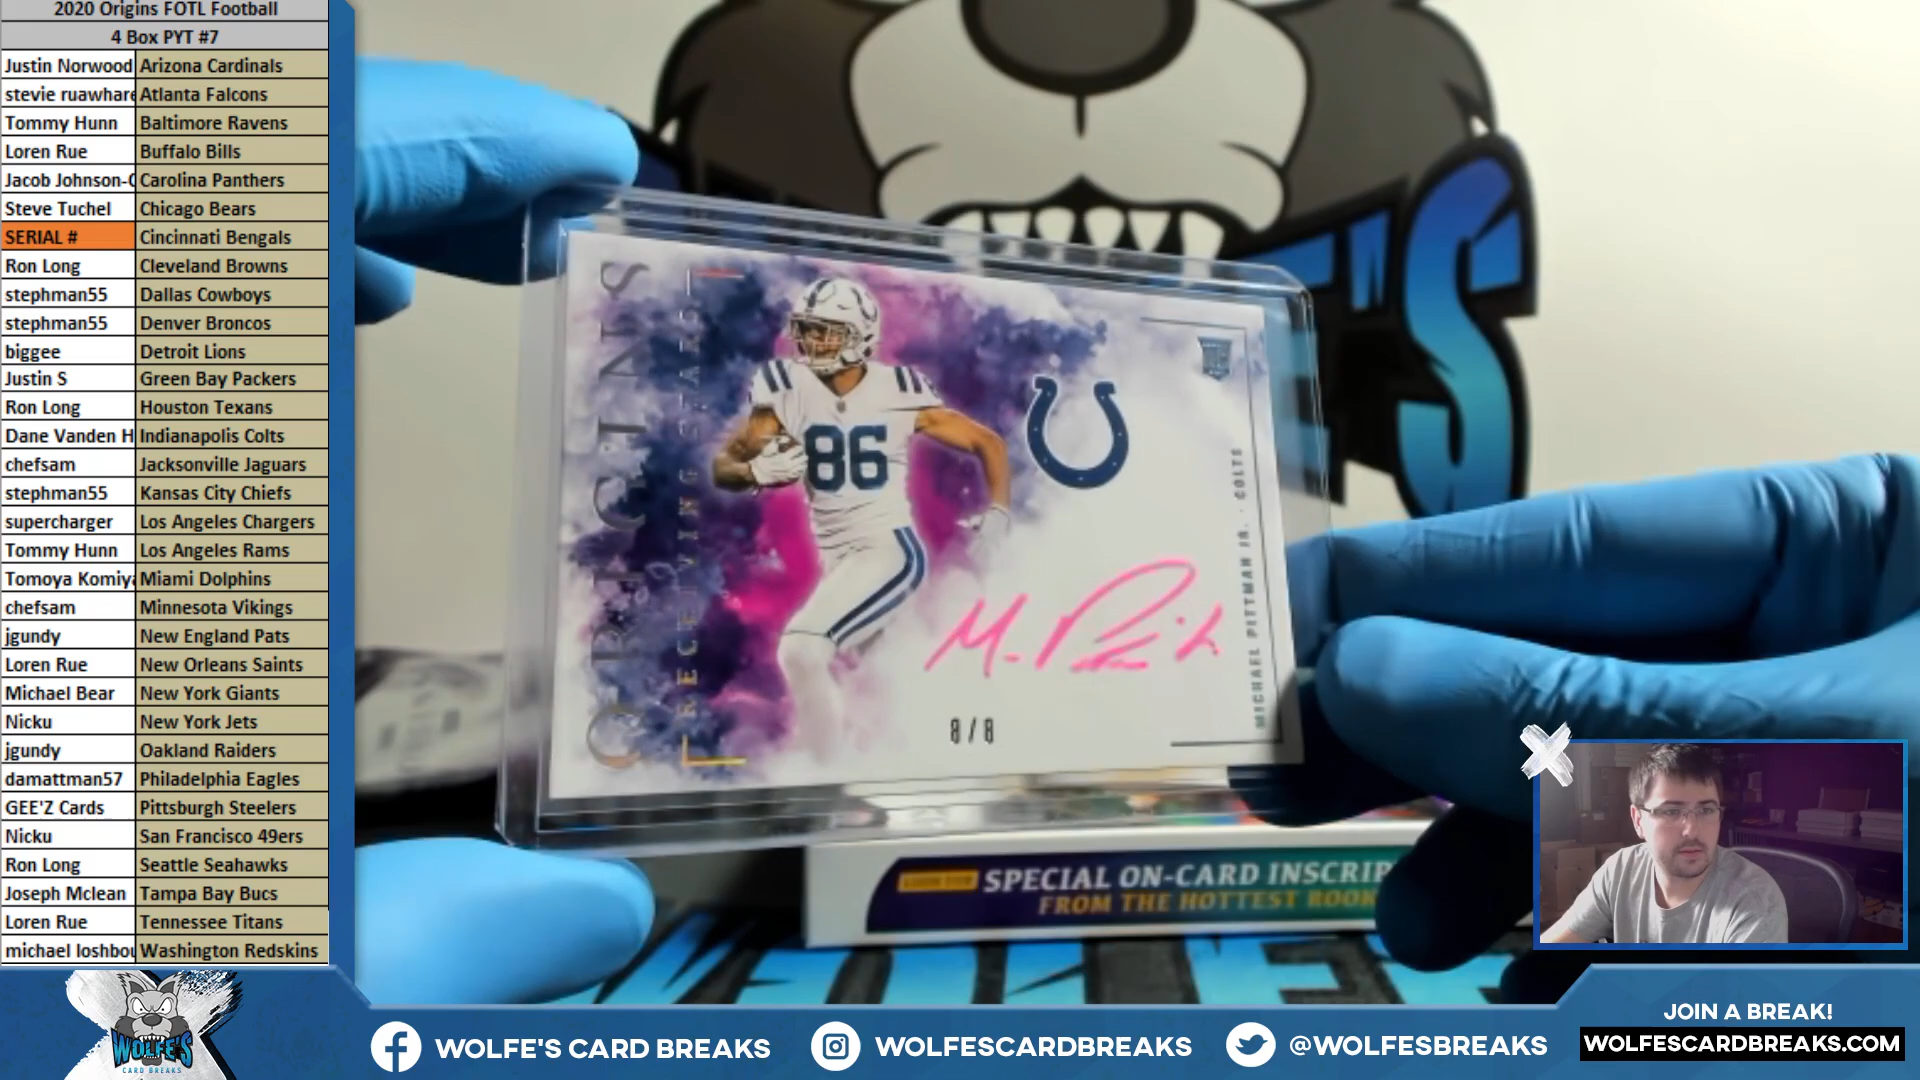 2020 Origins FOTL Football
4 Box PYT #7
Justin Norwood Arizona Cardinals
stevie ruawhare Atlanta Falcons
Tommy Hunn Baltimore Ravens
Loren Rue Buffalo Bills
Jacob Johnson- Carolina Panthers
Steve Tuchel Chicago Bears
SERIAL # Cincinnati Bengals
Ron Long Cleveland Browns
stephman55 Dallas Cowboys
stephman55 Denver Broncos
biggee Detroit Lions
Justin S Green Bay Packers
Ron Long Houston Texans
Dane Vanden H Indianapolis Colts
chefsam Jacksonville Jaguars
stephman55 Kansas City Chiefs
supercharger Los Angeles Chargers
Tommy Hunn Los Angeles Rams
Tomoya Komiya Miami Dolphins
chefsam Minnesota Vikings
jgundy New England Pats
Loren Rue New Orleans Saints
Michael Bear New York Giants
Nicku New York Jets
jgundy Oakland Raiders
damattman57 Philadelphia Eagles
GEE'Z Cards Pittsburgh Steelers
Nicku San Francisco 49ers
Ron Long Seattle Seahawks
Joseph Mclean Tampa Bay Bucs
Loren Rue Tennessee Titans
michael loshbou Washington Redskins
ORIGINS
RECEIVING STARS
86
MICHAEL PITTMAN JR. · COLTS
8/8
SPECIAL ON-CARD INSCRIP
FROM THE HOTTEST ROOK
WOLFE'S
CARD BREAKS
WOLFE'S CARD BREAKS
WOLFESCARDBREAKS
@WOLFESBREAKS
JOIN A BREAK!
WOLFESCARDBREAKS.COM